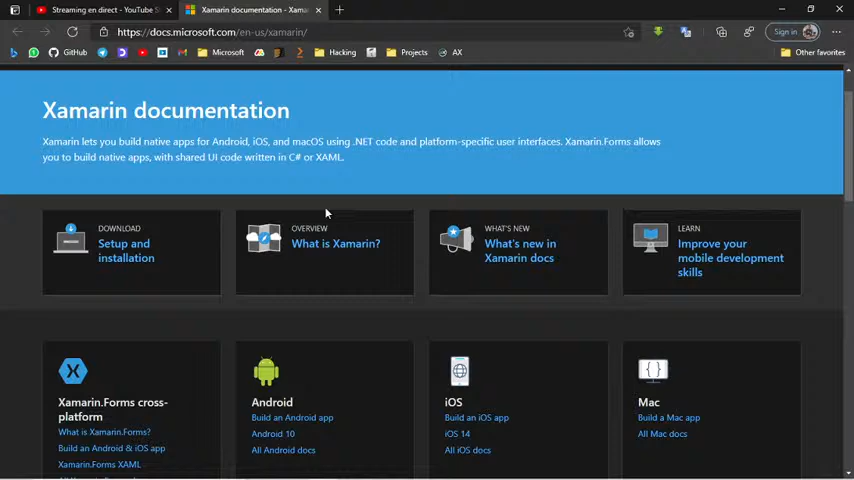 Streaming en direct - YouTube S
Xamarin documentation - Xama
https://docs.microsoft.com/en-us/xamarin/
Sign in
GitHub
Microsoft
Hacking
Projects
AX
Other favorites
Xamarin documentation
Xamarin lets you build native apps for Android, iOS, and macOS using .NET code and platform-specific user interfaces. Xamarin.Forms allows
you to build native apps, with shared UI code written in C# or XAML.
DOWNLOAD
Setup and
installation
OVERVIEW
What is Xamarin?
WHAT'S NEW
What's new in
Xamarin docs
LEARN
Improve your
mobile development
skills
Xamarin.Forms cross-
platform
What is Xamarin.Forms?
Build an Android & iOS app
Xamarin.Forms XAML
Android
Build an Android app
Android 10
All Android docs
iOS
Build an iOS app
iOS 14
All iOS docs
Mac
Build a Mac app
All Mac docs